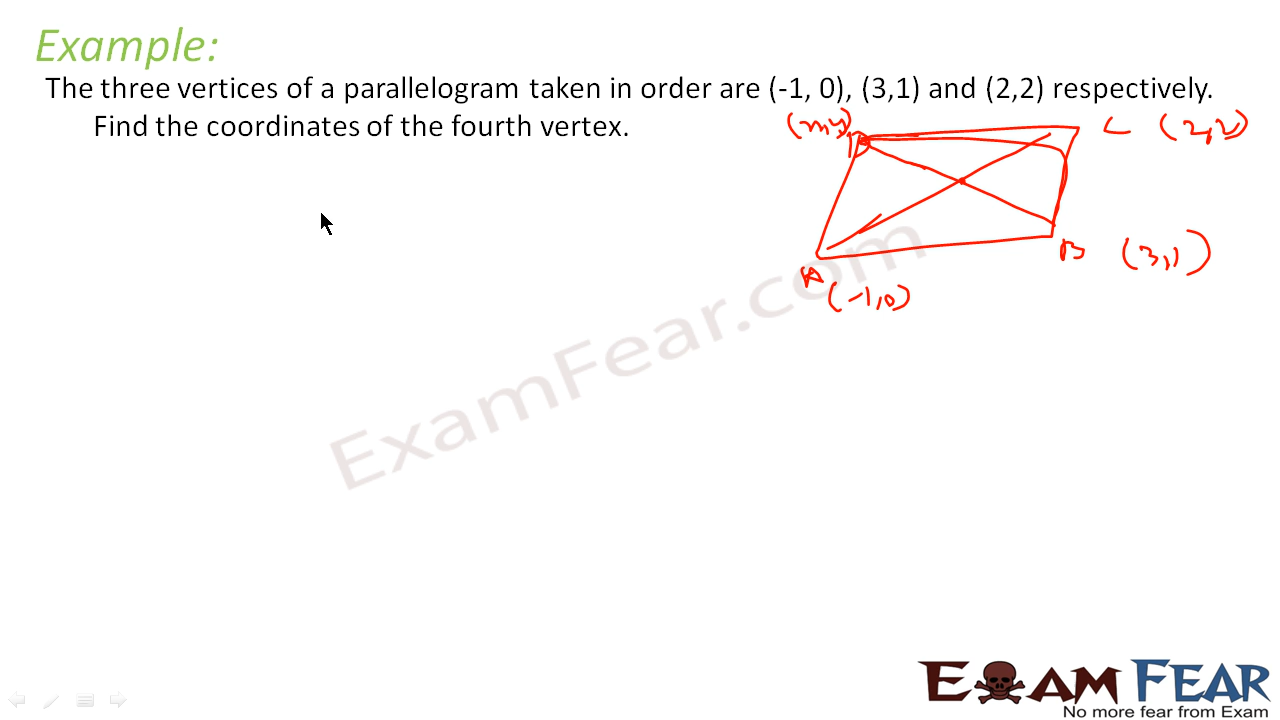 Example:
The three vertices of a parallelogram taken in order are (-1, 0), (3,1) and (2,2) respectively.
Find the coordinates of the fourth vertex.
D
C (2,2)
B (3,1)
A
(-1,0)
ExamFear.com
EXAM FEAR
No more fear from Exam